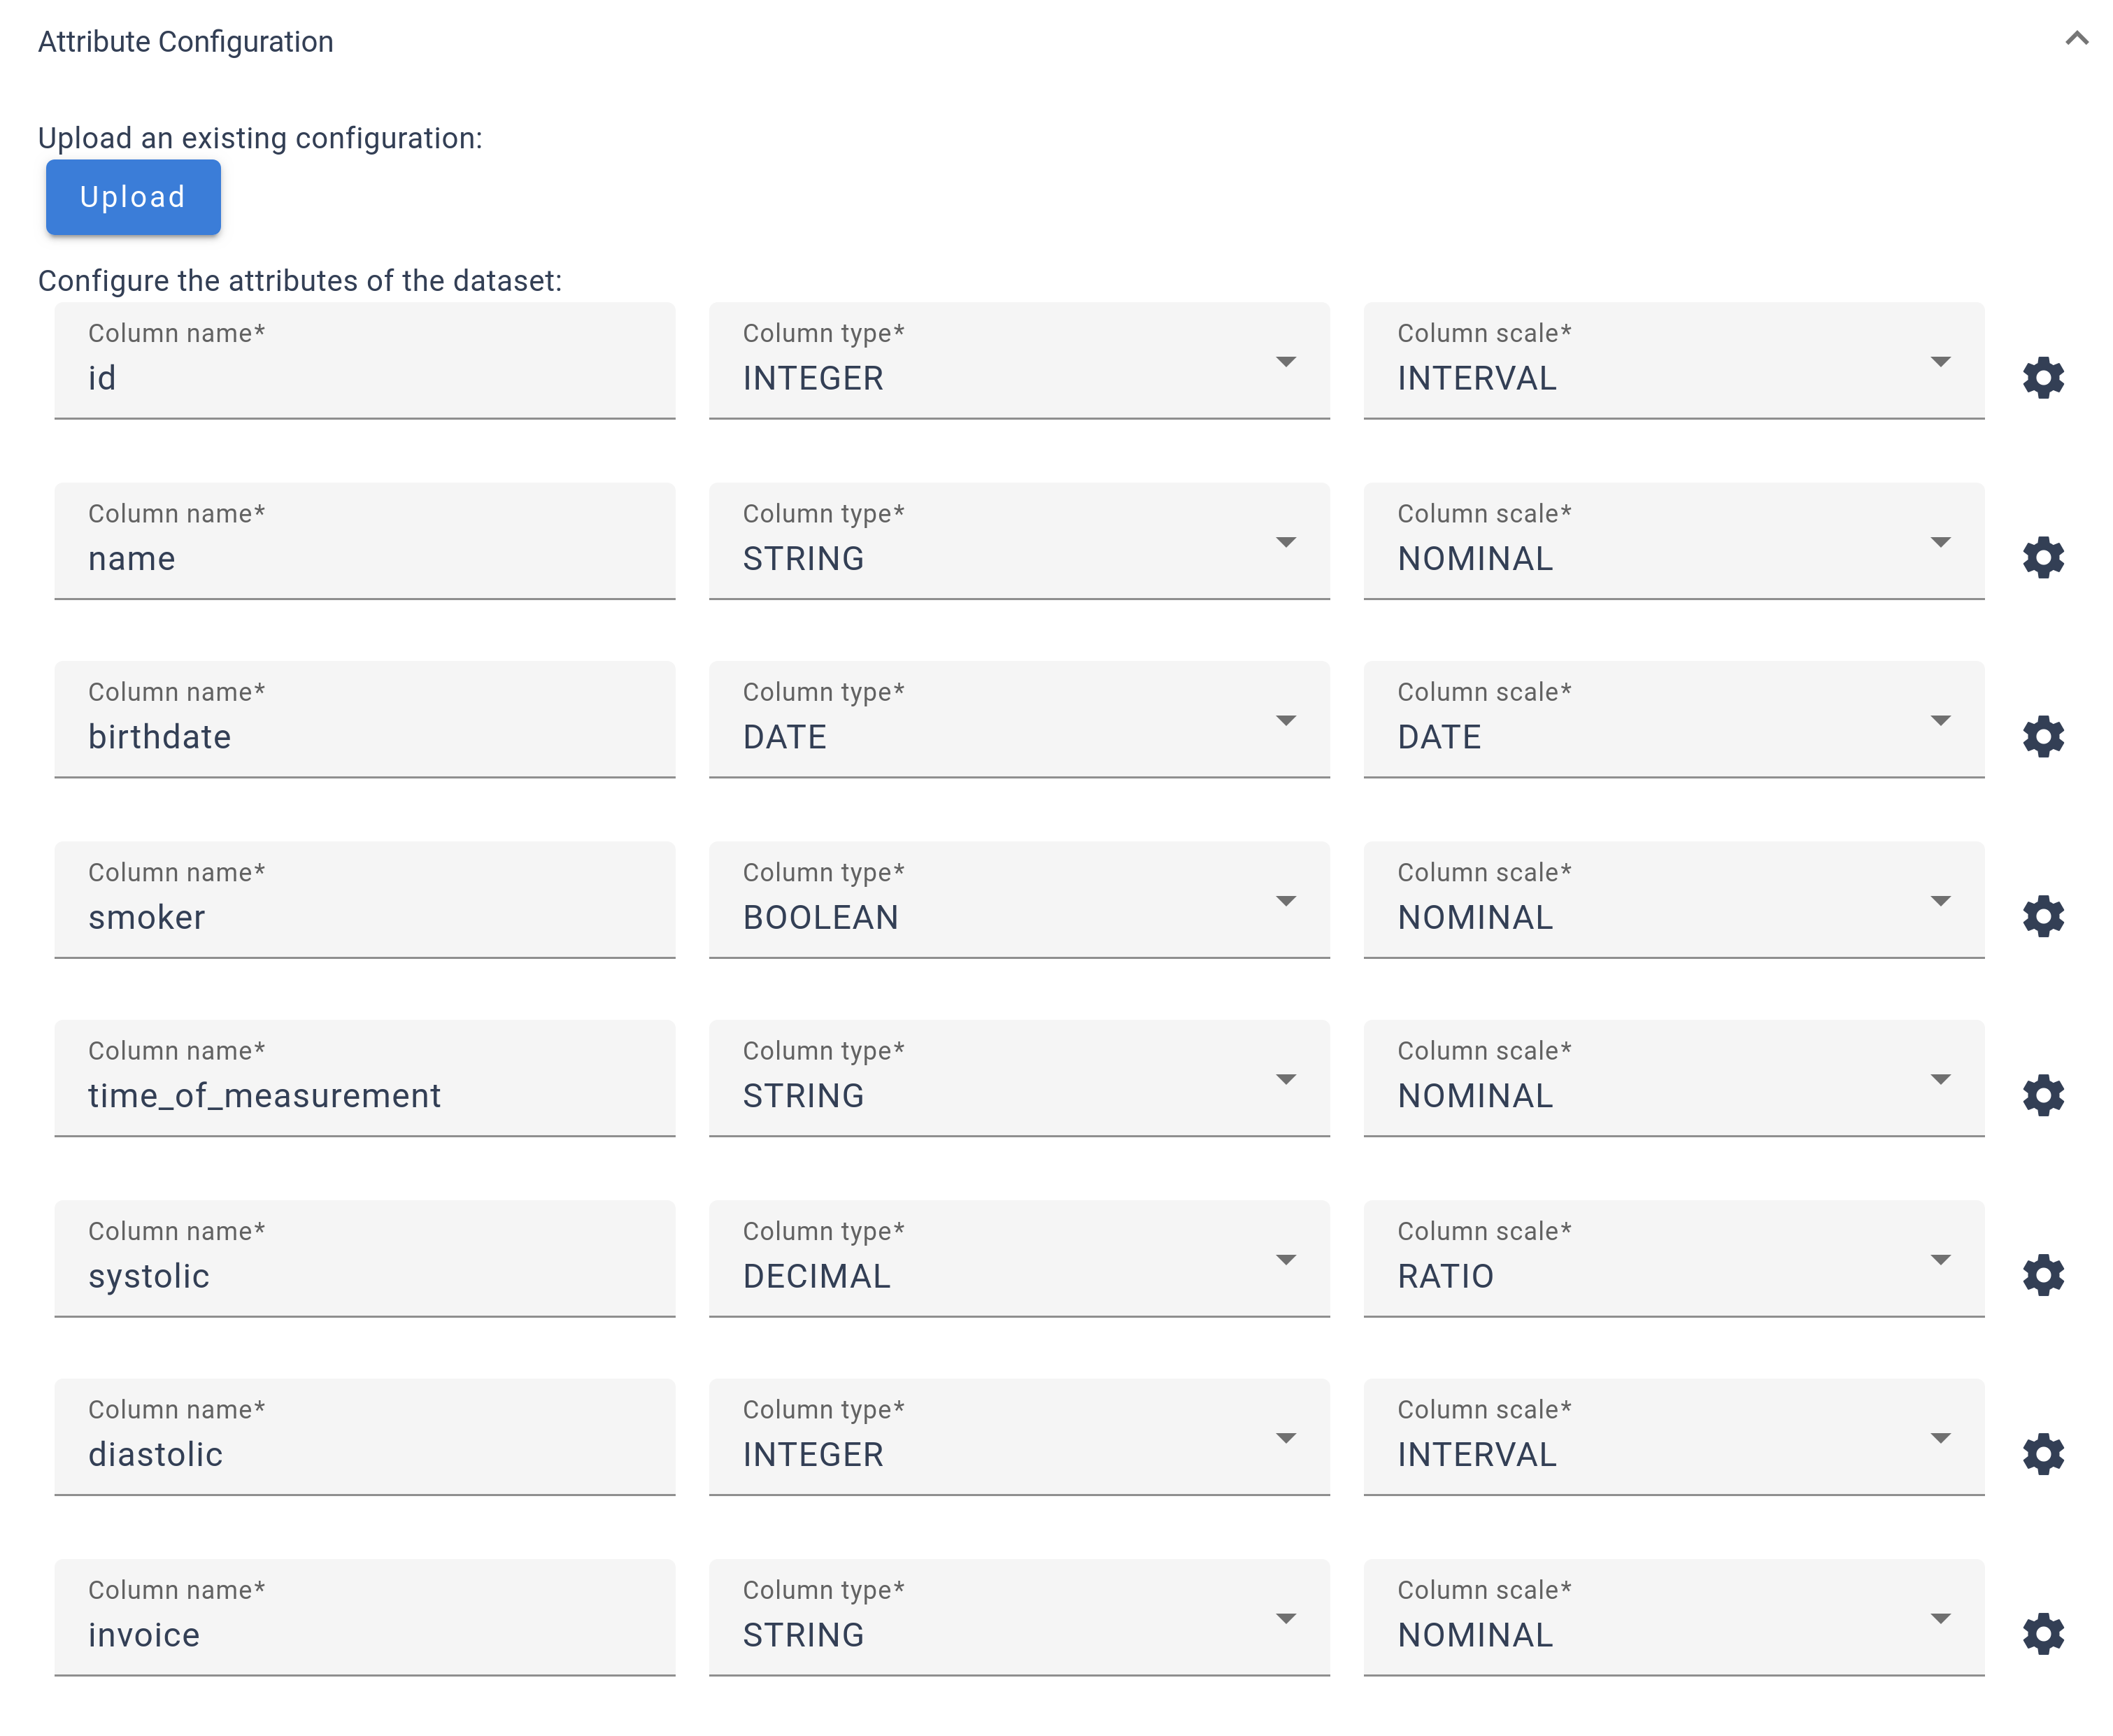 Attribute Configuration
Upload an existing configuration:
Upload
Configure the attributes of the dataset:
Column name* Column type* Column scale*
id INTEGER INTERVAL
Column name* Column type* Column scale*
name STRING NOMINAL
Column name* Column type* Column scale*
birthdate DATE DATE
Column name* Column type* Column scale*
smoker BOOLEAN NOMINAL
Column name* Column type* Column scale*
time_of_measurement STRING NOMINAL
Column name* Column type* Column scale*
systolic DECIMAL RATIO
Column name* Column type* Column scale*
diastolic INTEGER INTERVAL
Column name* Column type* Column scale*
invoice STRING NOMINAL